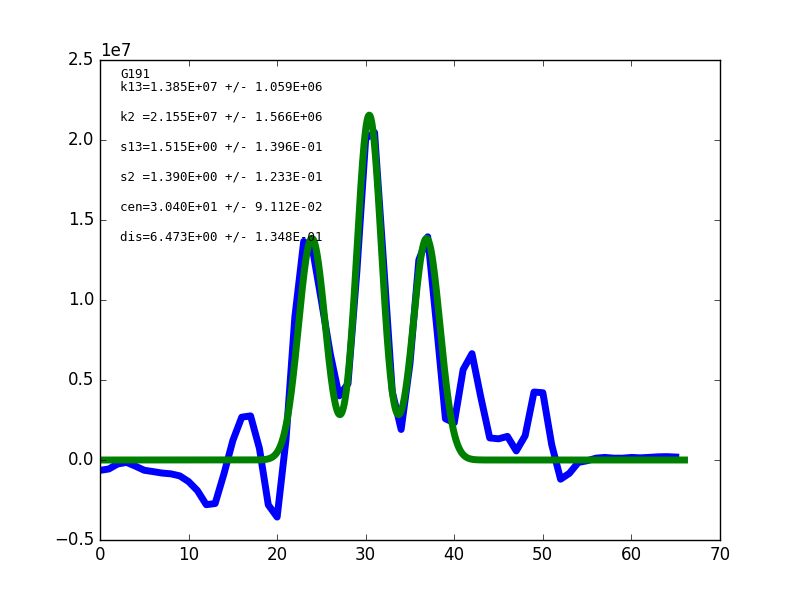 1e7
2.5
2.0
1.5
1.0
0.5
0.0
−0.5
G191
k13=1.385E+07 +/- 1.059E+06
k2 =2.155E+07 +/- 1.566E+06
s13=1.515E+00 +/- 1.396E-01
s2 =1.390E+00 +/- 1.233E-01
cen=3.040E+01 +/- 9.112E-02
dis=6.473E+00 +/- 1.348E-01
0 10 20 30 40 50 60 70